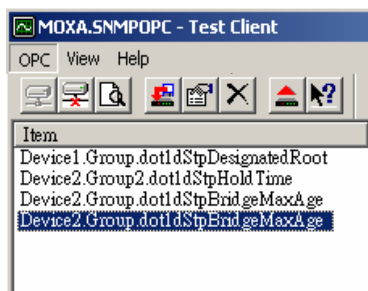 MOXA.SNMPOPC - Test Client
OPC View Help
Item
Device1.Group.dot1dStpDesignatedRoot
Device2.Group2.dot1dStpHoldTime
Device2.Group.dot1dStpBridgeMaxAge
Device2.Group.dot1dStpBridgeMaxAge